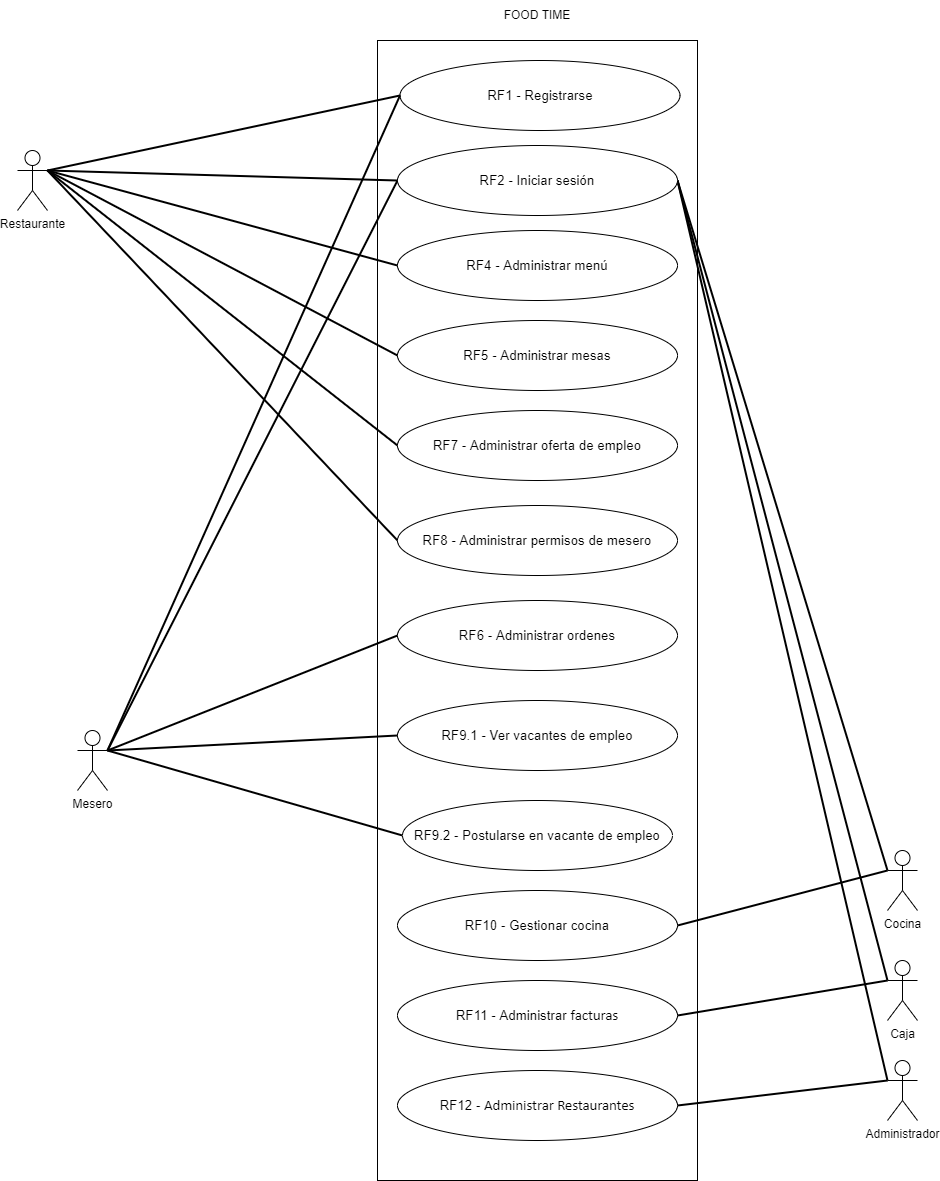 FOOD TIME
RF1 - Registrarse
RF2 - Iniciar sesión
Restaurante
RF4 - Administrar menú
RF5 - Administrar mesas
RF7 - Administrar oferta de empleo
RF8 - Administrar permisos de mesero
RF6 - Administrar ordenes
RF9.1 - Ver vacantes de empleo
Mesero
RF9.2 - Postularse en vacante de empleo
RF10 - Gestionar cocina
Cocina
RF11 - Administrar facturas
Caja
RF12 - Administrar Restaurantes
Administrador